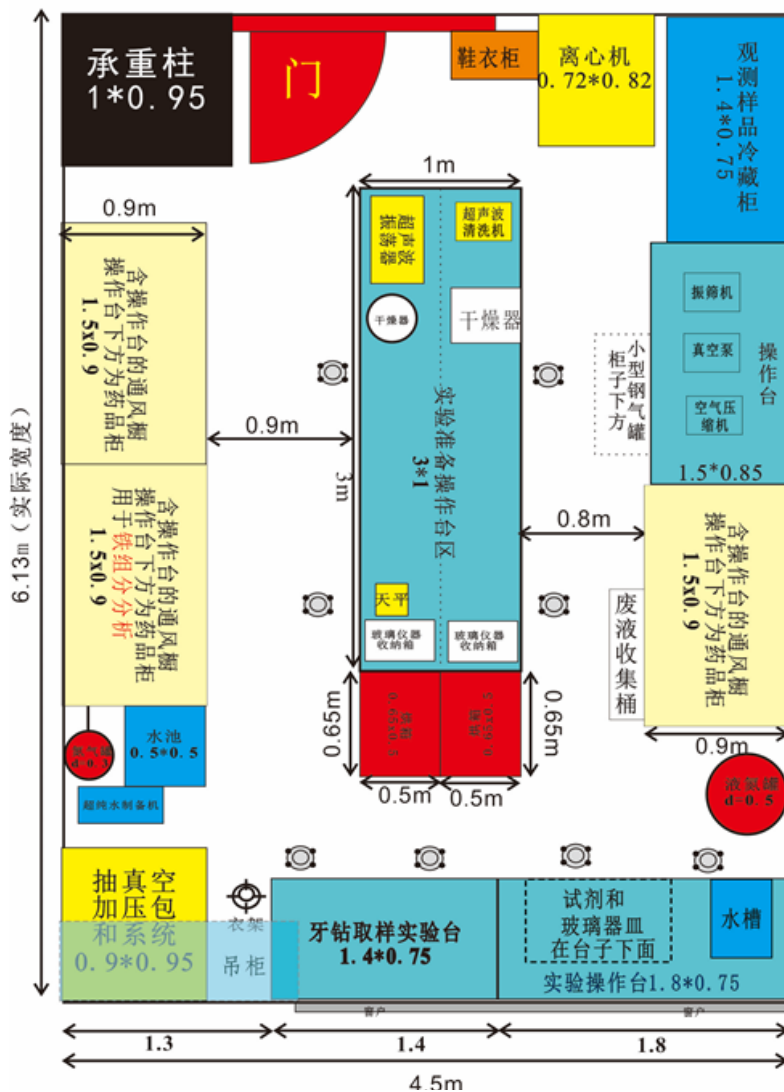 承重柱
1*0.95
门
鞋衣柜
离心机
0.72*0.82
观测样品冷藏柜
1.4*0.75
1m
0.9m
超声波
振荡器
超声波
清洗机
干燥器
干燥器
含操作台的通风橱
操作台下方为药品柜
1.5x0.9
振筛机
真空泵
空气压
缩机
操作台
1.5*0.85
小型钢气罐
柜子下方
0.9m
实验准备操作台区
3*1
3m
0.8m
6.13m（实际宽度）
含操作台的通风橱
操作台下方为药品柜
用于铁组分分析
1.5x0.9
含操作台的通风橱
操作台下方为药品柜
1.5x0.9
废液收集桶
天平
玻璃仪器
收纳箱
玻璃仪器
收纳箱
0.65m
0.65x0.5
0.65x0.5
0.65m
0.5m
0.5m
0.9m
水池
0.5*0.5
d=0.3
超纯水制备机
d=0.5
抽真空
加压包
和系统
0.9*0.95
衣架
吊柜
牙钻取样实验台
1.4*0.75
试剂和
玻璃器皿
在台子下面
水槽
实验操作台1.8*0.75
窗户
窗户
1.3
1.4
1.8
4.5m